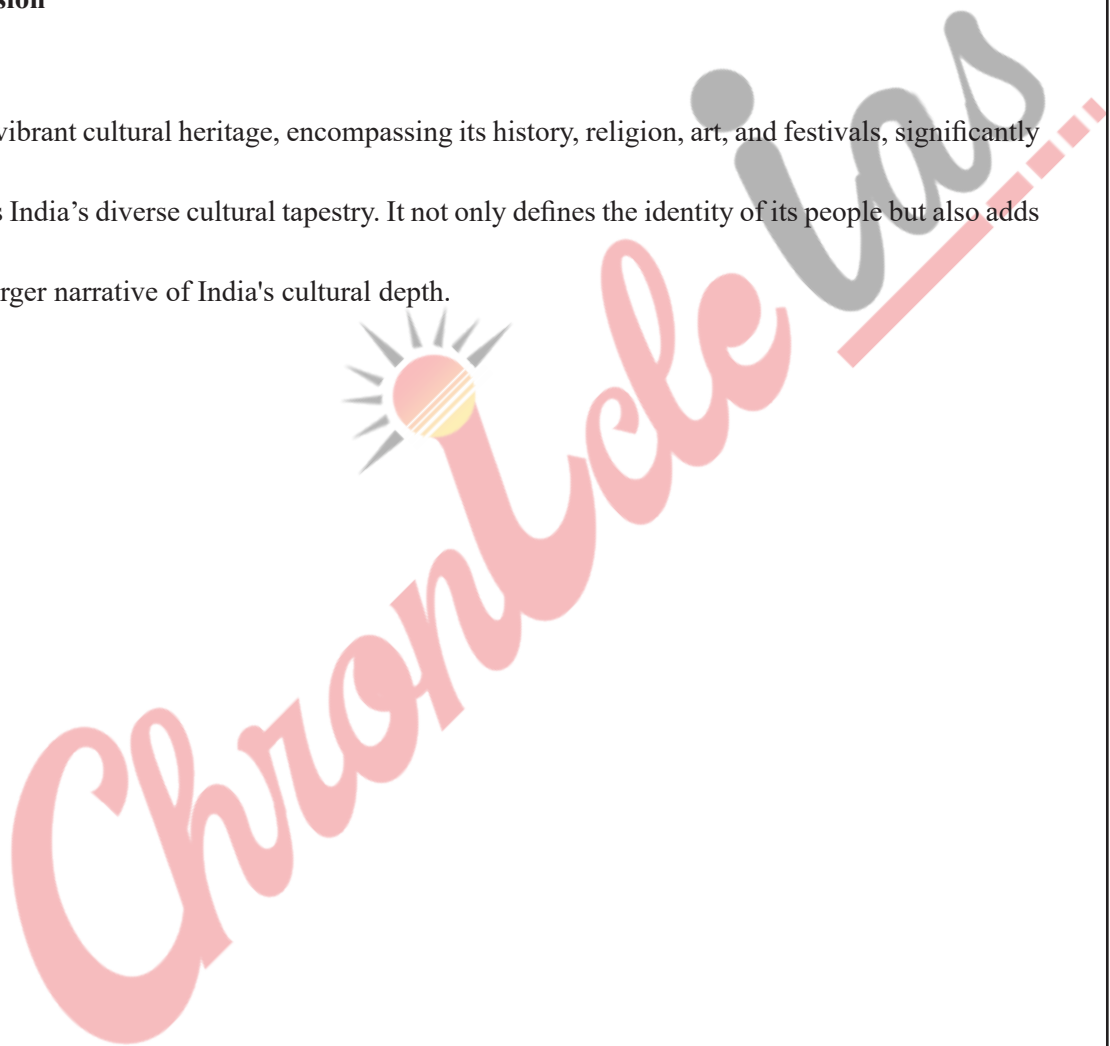 sion
vibrant cultural heritage, encompassing its history, religion, art, and festivals, significantly
s India’s diverse cultural tapestry. It not only defines the identity of its people but also adds
rger narrative of India's cultural depth.
Chronicle ias